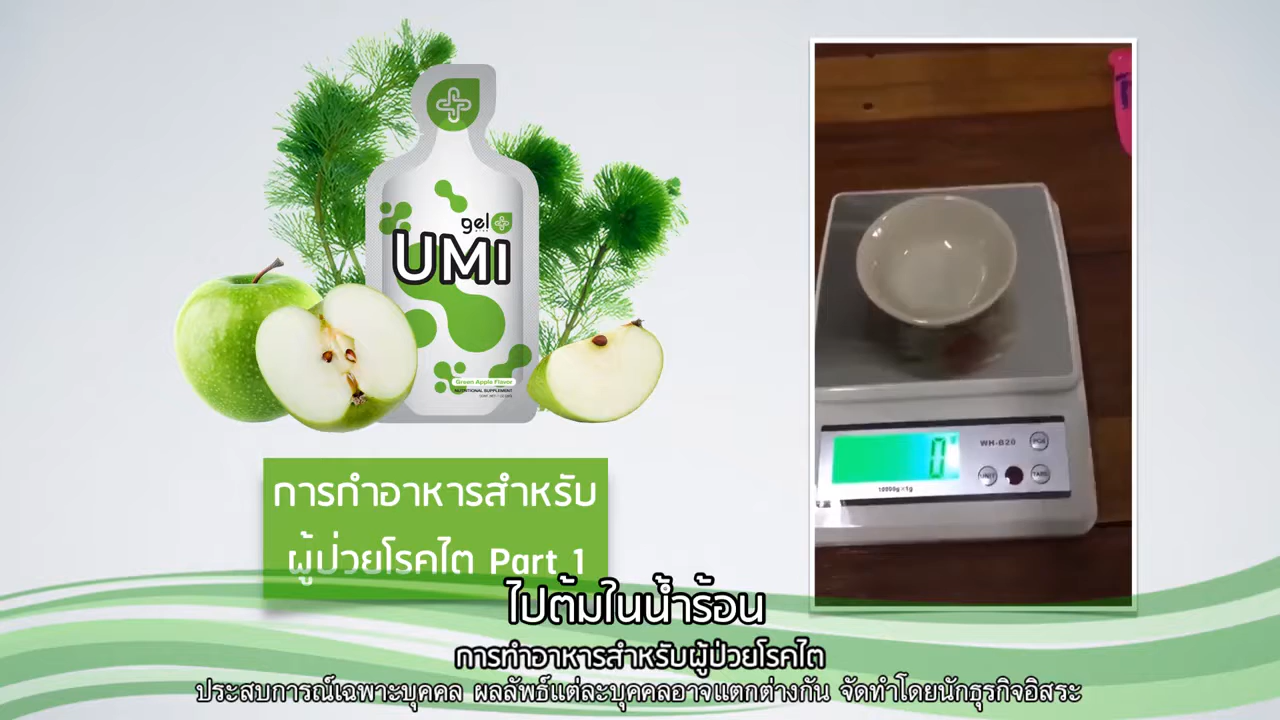 gel
UMI
Green Apple Flavor
NUTRITIONAL SUPPLEMENT
0
WH-B20
UNIT
TARE
10000g×1g
การทำอาหารสำหรับ
ผู้ป่วยโรคไต Part 1
ไปต้มในน้ำร้อน
การทำอาหารสำหรับผู้ป่วยโรคไต
ประสบการณ์เฉพาะบุคคล ผลลัพธ์แต่ละบุคคลอาจแตกต่างกัน จัดทำโดยนักธุรกิจอิสระ